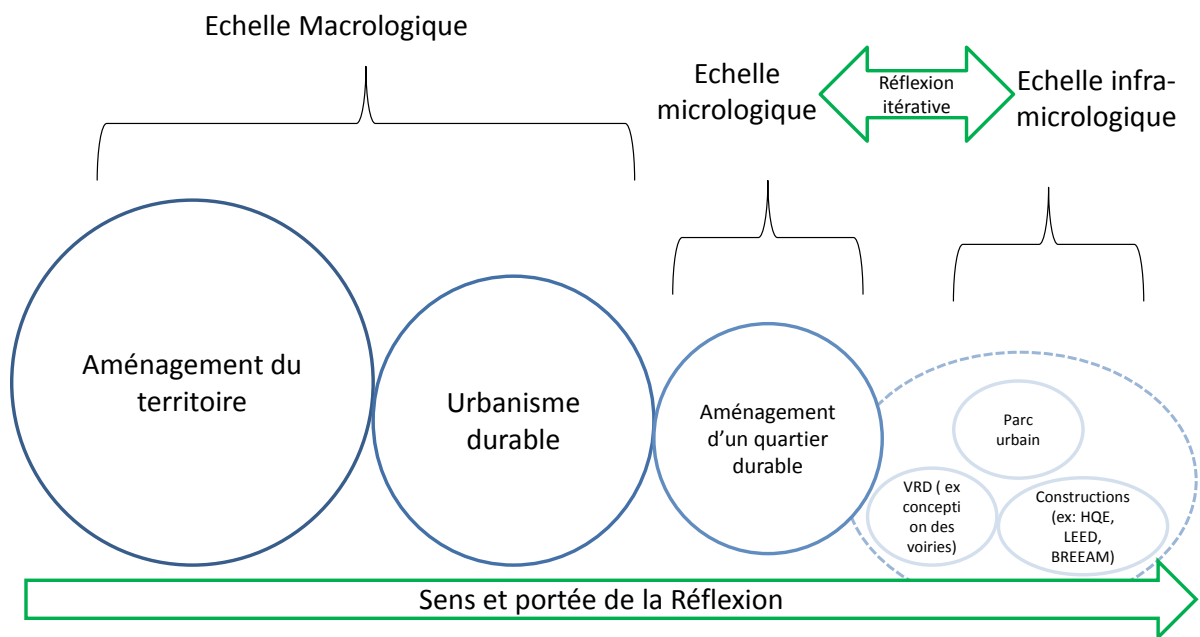 Echelle Macrologique
Echelle
micrologique
Réflexion
itérative
Echelle infra-
micrologique
Aménagement du
territoire
Urbanisme
durable
Aménagement
d’un quartier
durable
Parc
urbain
VRD ( ex
concepti
on des
voiries)
Constructions
(ex: HQE,
LEED,
BREEAM)
Sens et portée de la Réflexion